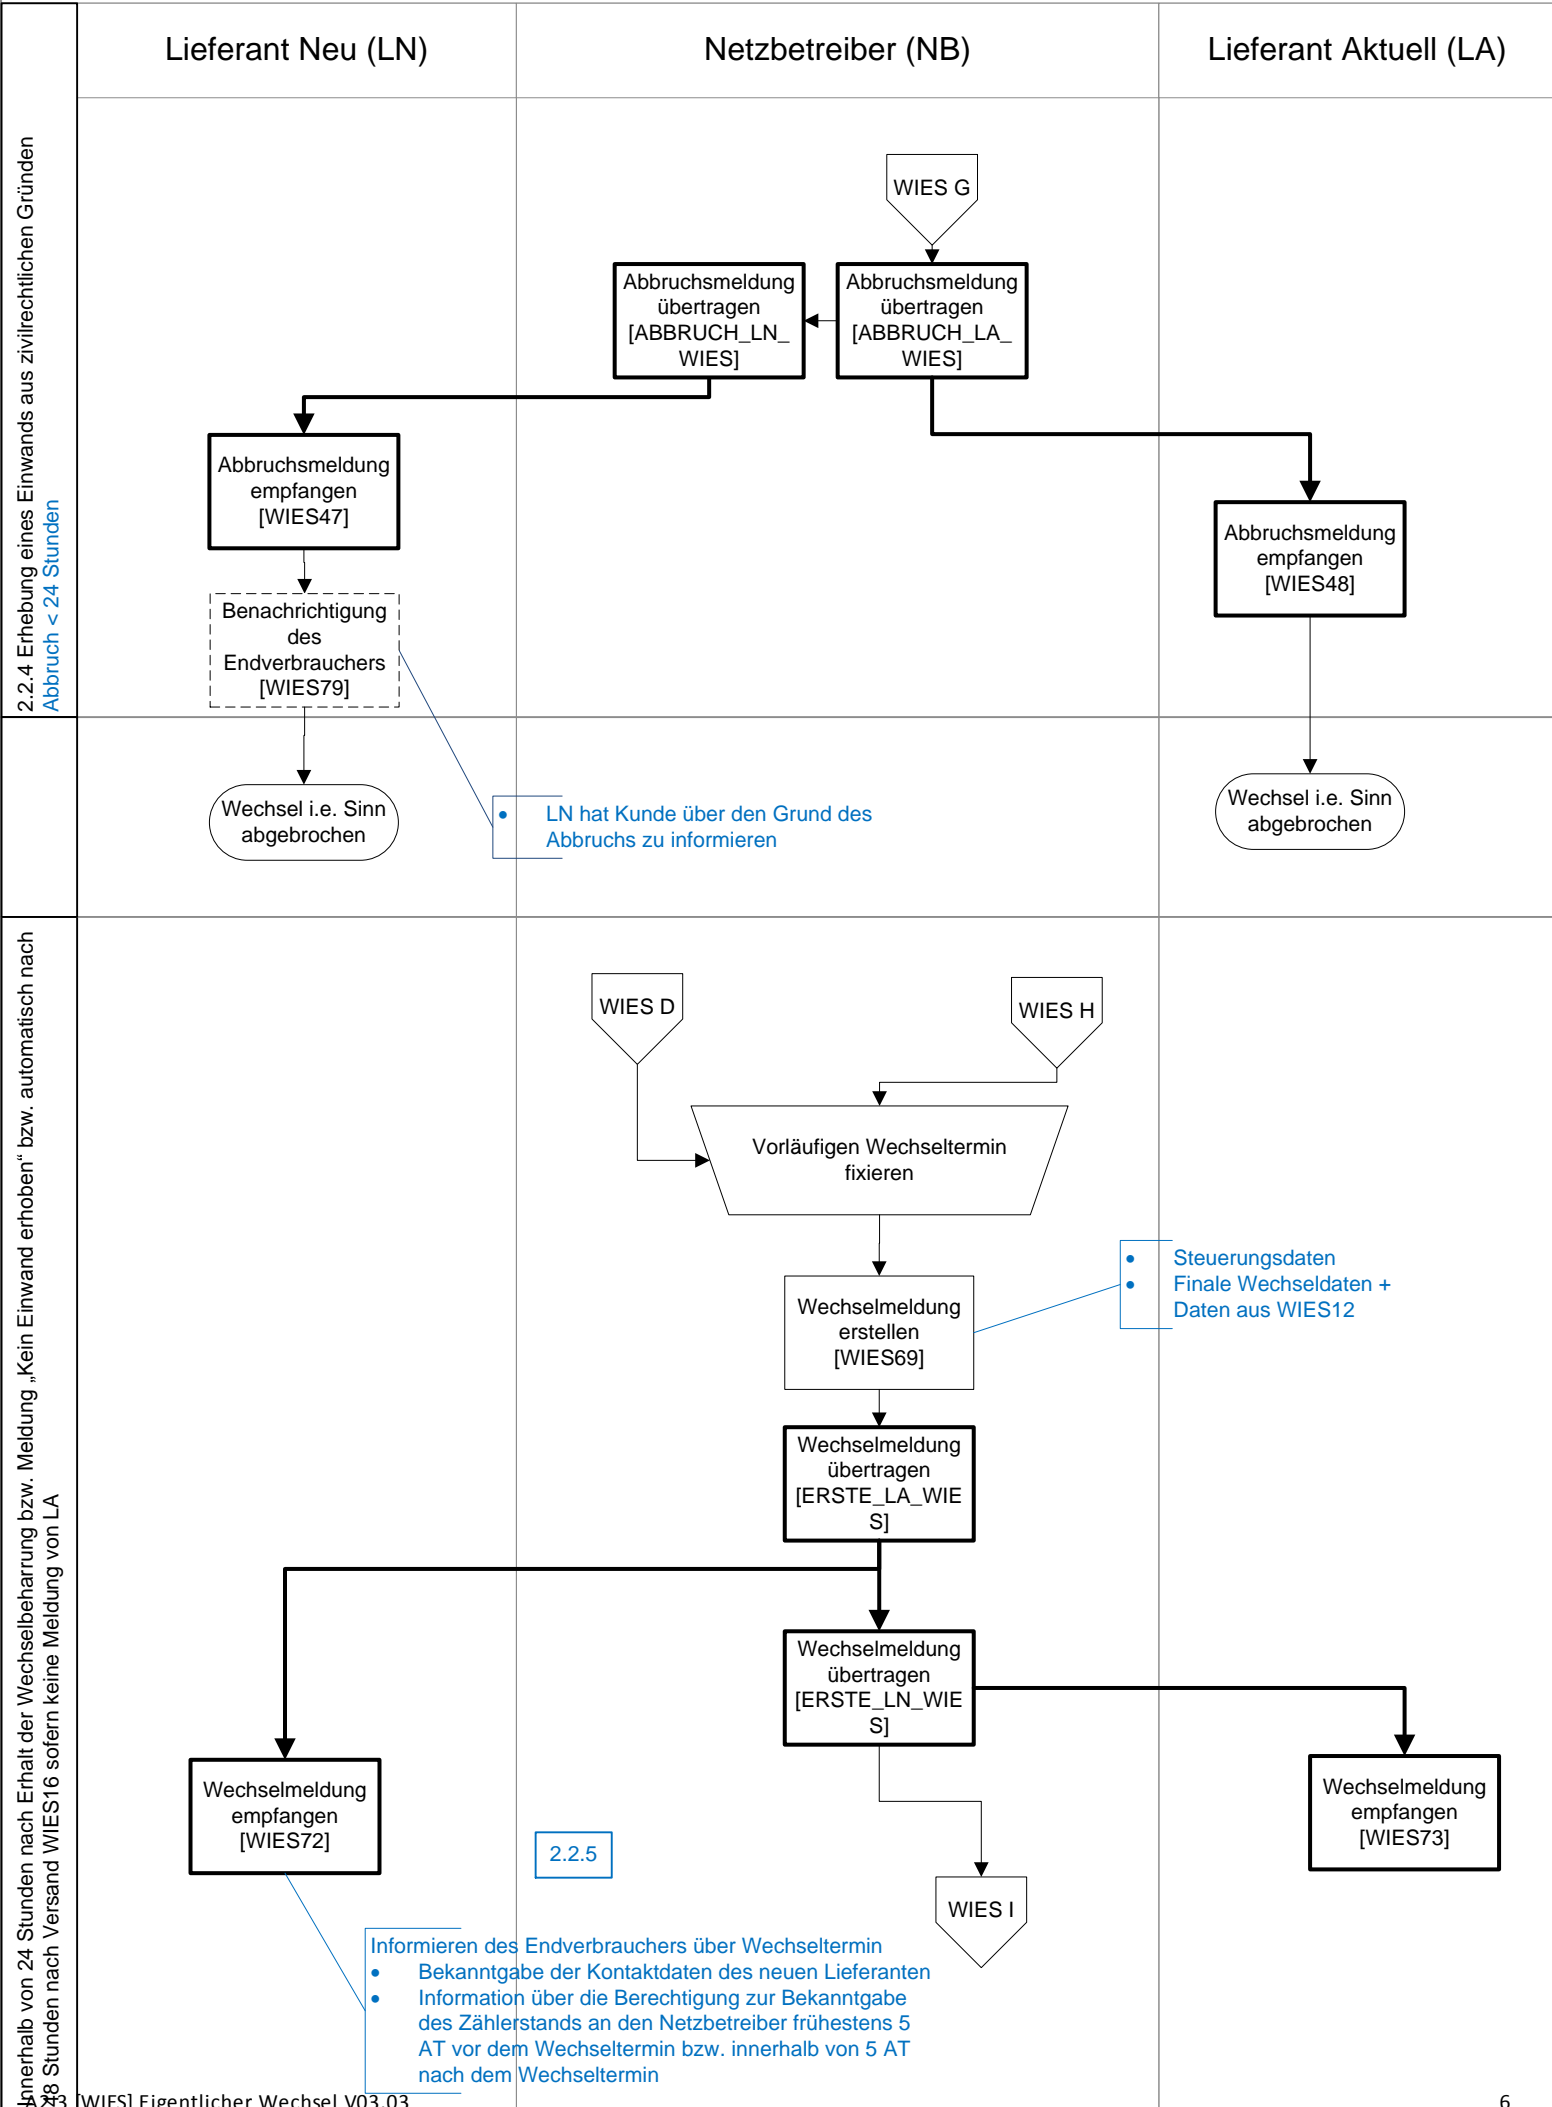 Lieferant Neu (LN)
Netzbetreiber (NB)
Lieferant Aktuell (LA)
2.2.4 Erhebung eines Einwands aus zivilrechtlichen Gründen
Abbruch < 24 Stunden
WIES G
Abbruchsmeldung
übertragen
[ABBRUCH_LN_
WIES]
Abbruchsmeldung
übertragen
[ABBRUCH_LA_
WIES]
Abbruchsmeldung
empfangen
[WIES47]
Abbruchsmeldung
empfangen
[WIES48]
Benachrichtigung
des
Endverbrauchers
[WIES79]
Wechsel i.e. Sinn
abgebrochen
• LN hat Kunde über den Grund des
Abbruchs zu informieren
Wechsel i.e. Sinn
abgebrochen
Innerhalb von 24 Stunden nach Erhalt der Wechselbeharrung bzw. Meldung „Kein Einwand erhoben“ bzw. automatisch nach
48 Stunden nach Versand WIES16 sofern keine Meldung von LA
WIES D
WIES H
Vorläufigen Wechseltermin
fixieren
Wechselmeldung
erstellen
[WIES69]
• Steuerungsdaten
• Finale Wechseldaten +
Daten aus WIES12
Wechselmeldung
übertragen
[ERSTE_LA_WIE
S]
Wechselmeldung
übertragen
[ERSTE_LN_WIE
S]
Wechselmeldung
empfangen
[WIES72]
Wechselmeldung
empfangen
[WIES73]
2.2.5
WIES I
Informieren des Endverbrauchers über Wechseltermin
• Bekanntgabe der Kontaktdaten des neuen Lieferanten
• Information über die Berechtigung zur Bekanntgabe
des Zählerstands an den Netzbetreiber frühestens 5
AT vor dem Wechseltermin bzw. innerhalb von 5 AT
nach dem Wechseltermin
[WIES] Eigentlicher Wechsel V03.03
6